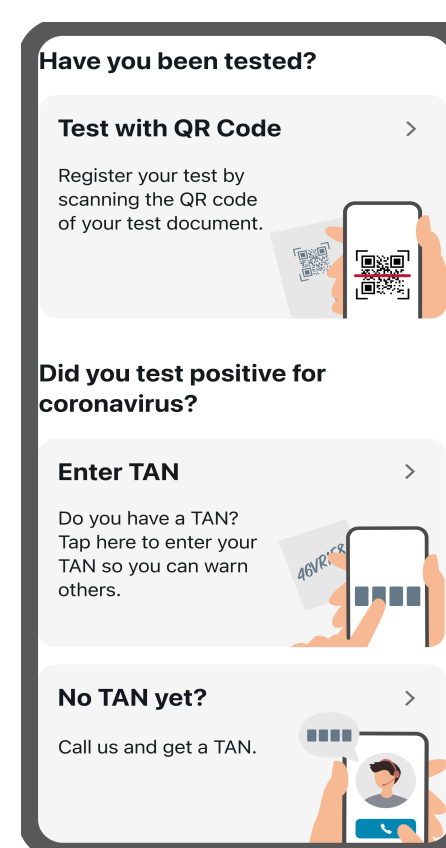 Have you been tested?
Test with QR Code
Register your test by
scanning the QR code
of your test document.
Did you test positive for
coronavirus?
Enter TAN
Do you have a TAN?
Tap here to enter your
TAN so you can warn
others.
No TAN yet?
Call us and get a TAN.